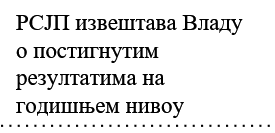 РСЈП извештава Владу
о постигнутим
резултатима на
годишњем нивоу